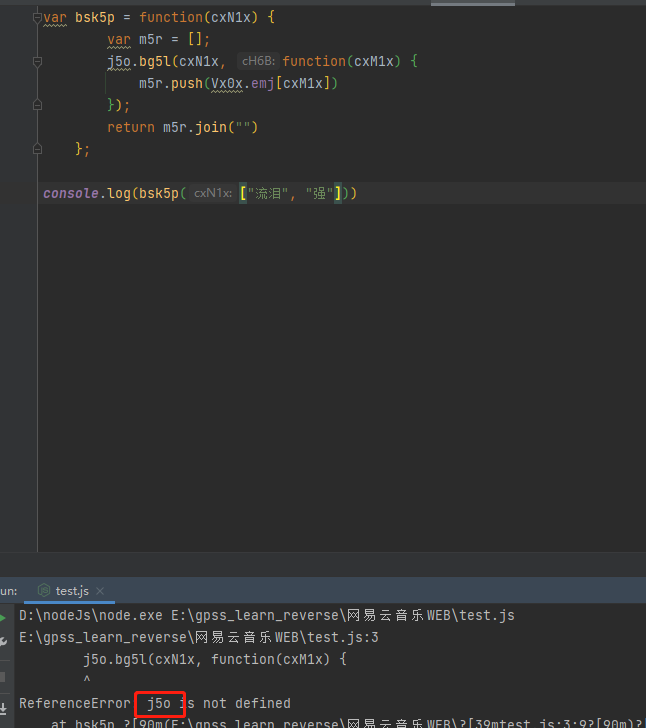 var bsk5p = function(cxN1x) {
var m5r = [];
j5o.bg5l(cxN1x, cH6B: function(cxM1x) {
m5r.push(Vx0x.emj[cxM1x])
});
return m5r.join("")
};
console.log(bsk5p( cxN1x: ["流泪", "强"]))
un: test.js
D:\nodeJs\node.exe E:\gpss_learn_reverse\网易云音乐WEB\test.js
E:\gpss_learn_reverse\网易云音乐WEB\test.js:3
j5o.bg5l(cxN1x, function(cxM1x) {
^
ReferenceError j5o is not defined
at bsk5p ?[90m(E:\gpss_learn_reverse\网易云音乐WEB\?[39mtest.js:3:9?[90m)?